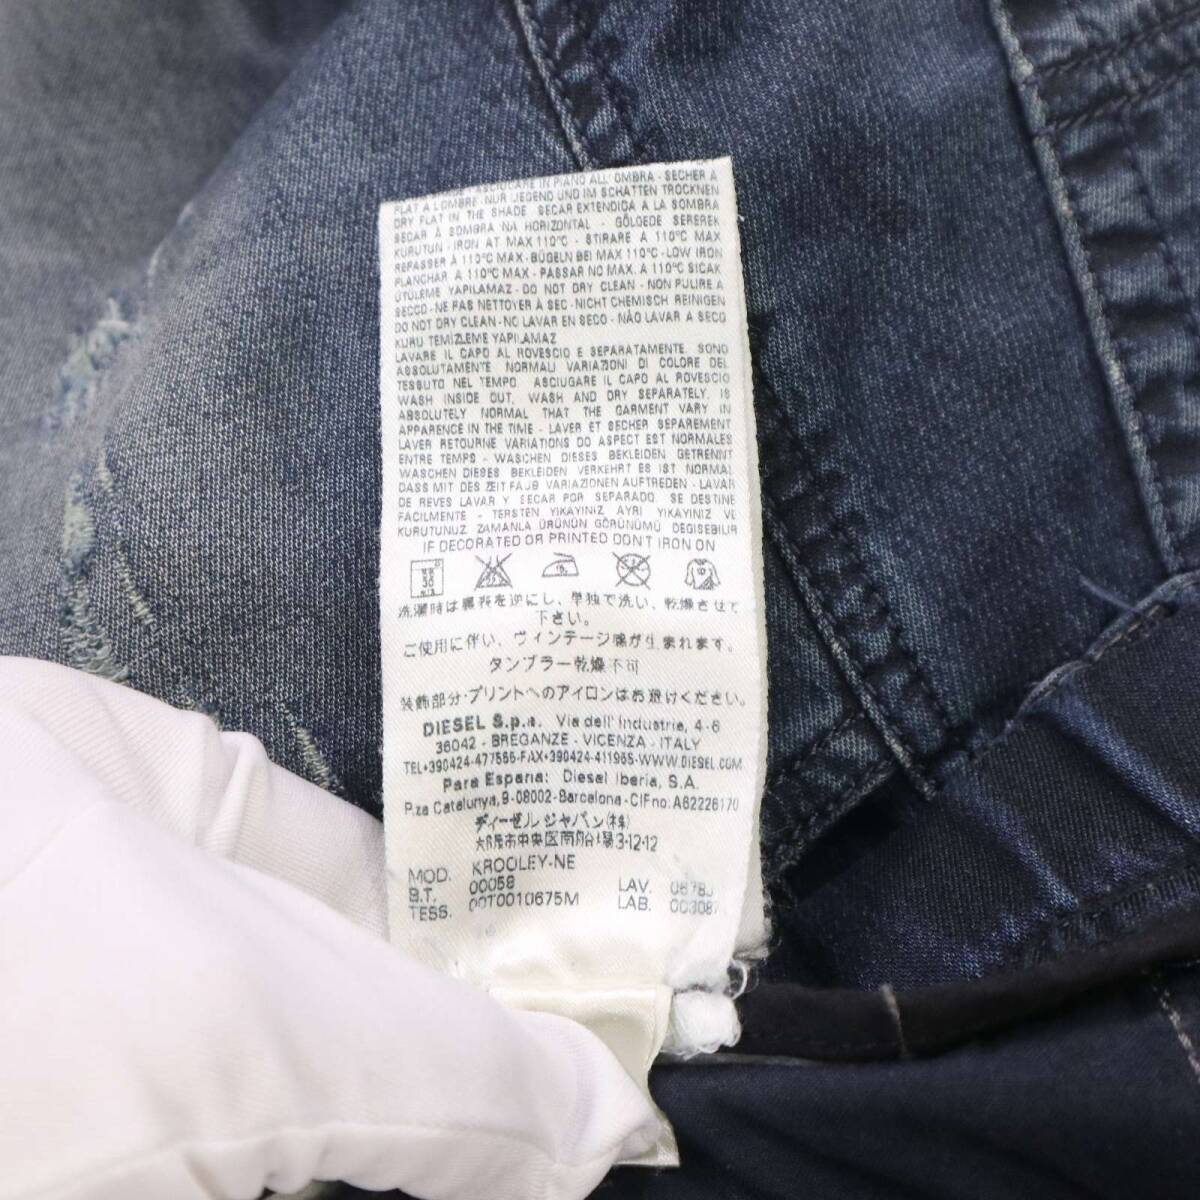 ASCIUGARE IN PIANO ALL'OMBRA - SECHER A
PLAT A L'OMBRE - NUR LIEGEND UND IM SCHATTEN TROCKNEN
DRY FLAT IN THE SHADE SECAR EXTENDIDA A LA SOMBRA
SECAR À SOMBRA NA HORIZONTAL - GÖLGEDE SEREREK
KURUTUN - IRON AT MAX 110°C - STIRARE A 110°C MAX
REPASSER A 110°C MAX - BÜGELN BEI MAX 110°C - LOW IRON
PLANCHAR A 110°C MAX - PASSAR NO MAX. A 110°C SICAK
ÜTÜLEME YAPILAMAZ - DO NOT DRY CLEAN - NON PULIRE A
SECCO - NE PAS NETTOYER À SEC - NICHT CHEMISCH REINIGEN
DO NOT DRY CLEAN - NO LAVAR EN SECO - NÃO LAVAR A SECO
KURU TEMİZLEME YAPILAMAZ
LAVARE IL CAPO AL ROVESCIO E SEPARATAMENTE. SONO
ASSOLUTAMENTE NORMALI VARIAZIONI DI COLORE DEL
TESSUTO NEL TEMPO. ASCIUGARE IL CAPO AL ROVESCIO
WASH INSIDE OUT, WASH AND DRY SEPARATELY, IS
ABSOLUTELY NORMAL THAT THE GARMENT VARY IN
APPARENCE IN THE TIME - LAVER ET SECHER SEPAREMENT
LAVER RETOURNE VARIATIONS DO ASPECT EST NORMALES
ENTRE TEMPS - WASCHEN DIESES BEKLEIDEN GETRENNT
WASCHEN DIESES BEKLEIDEN VERKEHRT ES IST NORMAL
DASS MIT DES ZEIT FAUB VARIATIONEN AUFTREDEN - LAVAR
DE REVES LAVAR Y SECAR POR SEPARADO SE DESTINE
FACILMENTE - TERSTEN YIKAYINIZ AYRI YIKAYINIZ VE
KURUTUNUZ ZAMANLA ÜRÜNÜN GÖRÜNÜMÜ DEGISEBILIR
IF DECORATED OR PRINTED DON'T IRON ON
洗濯時は裏表を逆にし、単独で洗い、乾燥させて
下さい。
ご使用に伴い、ヴィンテージ感が生まれます。
タンブラー乾燥不可
装飾部分・プリントへのアイロンはお避けください。
DIESEL S.p.a. Via dell' Industria, 4-6
36042 - BREGANZE - VICENZA - ITALY
TEL+390424-477555-FAX+390424-411955-WWW.DIESEL.COM
Para Espana: Diesel Iberia, S.A.
P.za Catalunya,9-08002-Barcelona-CIFno:A62226170
ディーゼル ジャパン(株)
大阪市中央区南船場3-12-12
MOD. KROOLEY-NE
B.T. 00058 LAV. 0678J
TESS. 00T0010675M LAB. 003087